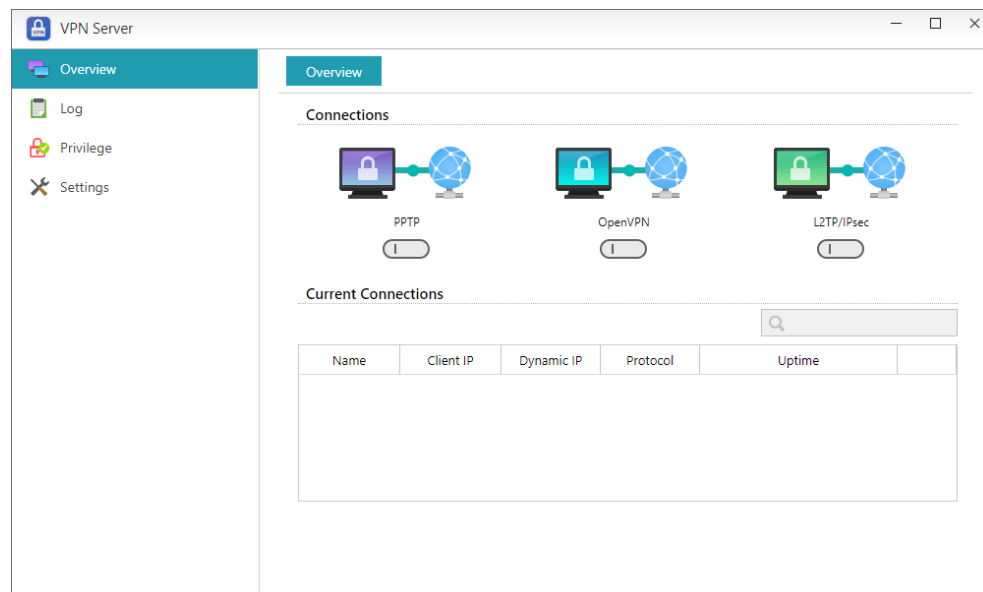 VPN Server
Overview
Log
Privilege
Settings
Overview
Connections
PPTP OpenVPN L2TP/IPsec
Current Connections
Name Client IP Dynamic IP Protocol Uptime